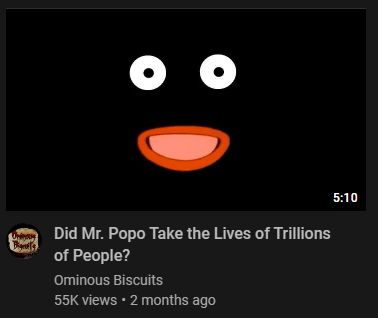 5:10
Ominous
Biscuits
Did Mr. Popo Take the Lives of Trillions
of People?
Ominous Biscuits
55K views • 2 months ago